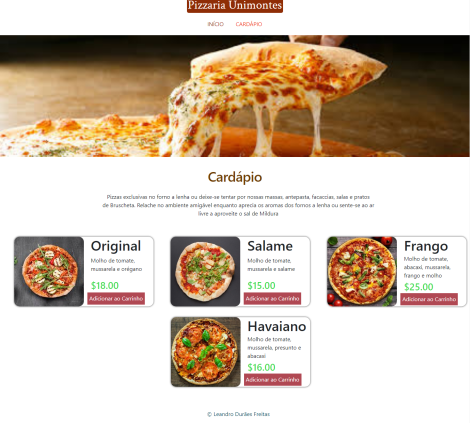 Pizzaria Unimontes
INÍCIO CARDÁPIO
Cardápio
Pizzas exclusivas no forno a lenha ou deixe-se tentar por nossas massas, antepasta, facaccias, salas e pratos
de Bruscheta. Relache no ambiente amigável enquanto aprecia os aromas dos fornos a lenha ou sente-se ao ar
livre a aproveite o sal de Mildura
Original
Molho de tomate,
mussarela e orégano
$18.00
Adicionar ao Carrinho
Salame
Molho de tomate,
mussarela e salame
$15.00
Adicionar ao Carrinho
Frango
Molho de tomate,
abacaxi, mussarela,
frango e molho
$25.00
Adicionar ao Carrinho
Havaiano
Molho de tomate,
mussarela, presunto e
abacaxi
$16.00
Adicionar ao Carrinho
© Leandro Durães Freitas